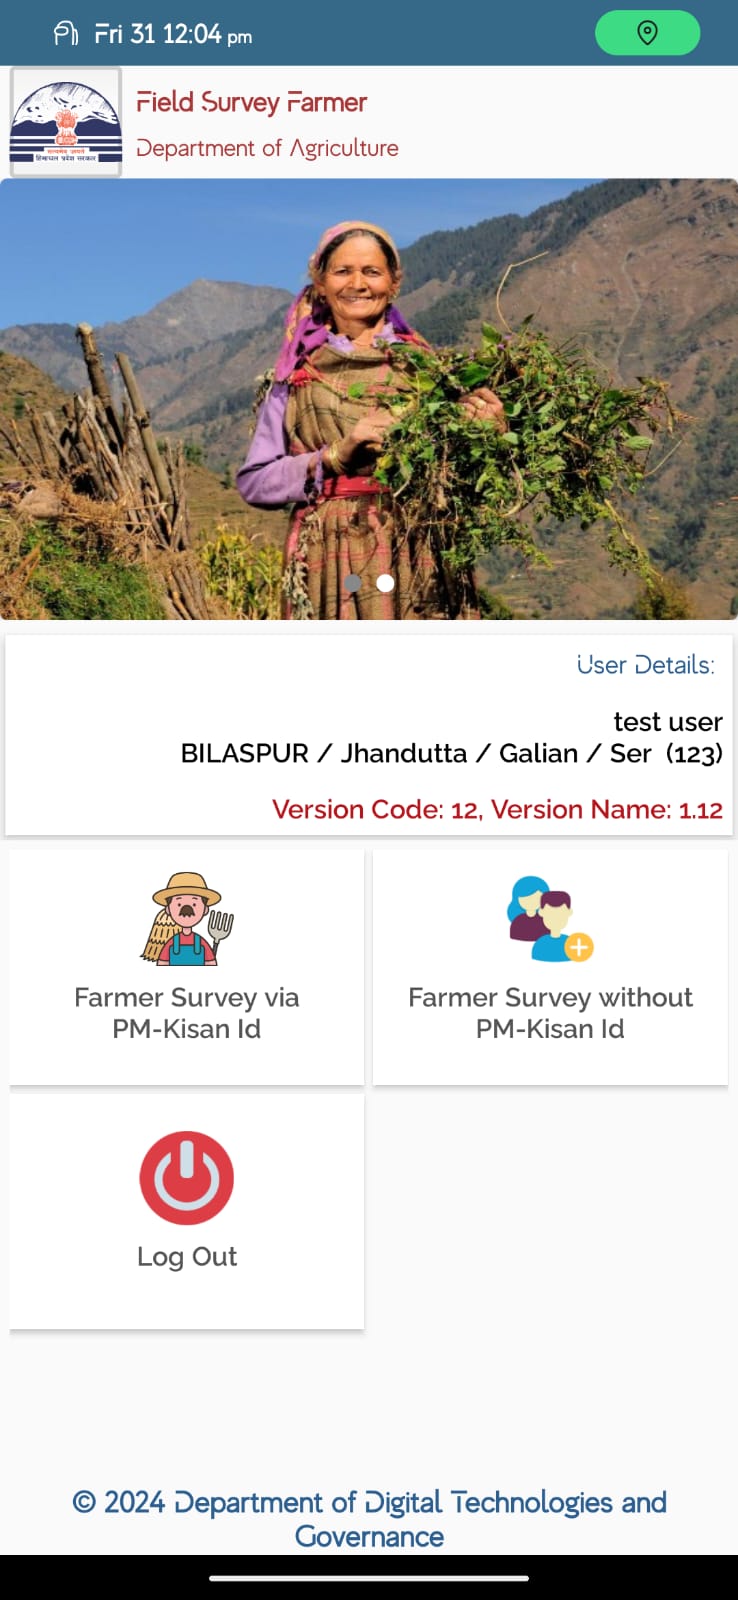 Fri 31 12:04 pm
Field Survey Farmer
Department of Agriculture
सत्यमेव जयते
हिमाचल प्रदेश सरकार
User Details:
test user
BILASPUR / Jhandutta / Galian / Ser (123)
Version Code: 12, Version Name: 1.12
Farmer Survey via
PM-Kisan Id
Farmer Survey without
PM-Kisan Id
Log Out
© 2024 Department of Digital Technologies and
Governance